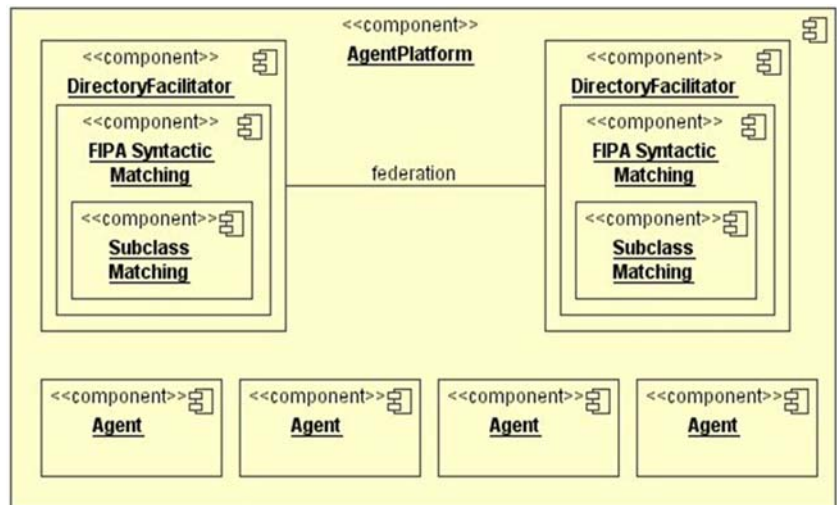 <<component>>
AgentPlatform
<<component>>
DirectoryFacilitator
<<component>>
FIPA Syntactic
Matching
<<component>>
Subclass
Matching
federation
<<component>>
DirectoryFacilitator
<<component>>
FIPA Syntactic
Matching
<<component>>
Subclass
Matching
<<component>>
Agent
<<component>>
Agent
<<component>>
Agent
<<component>>
Agent